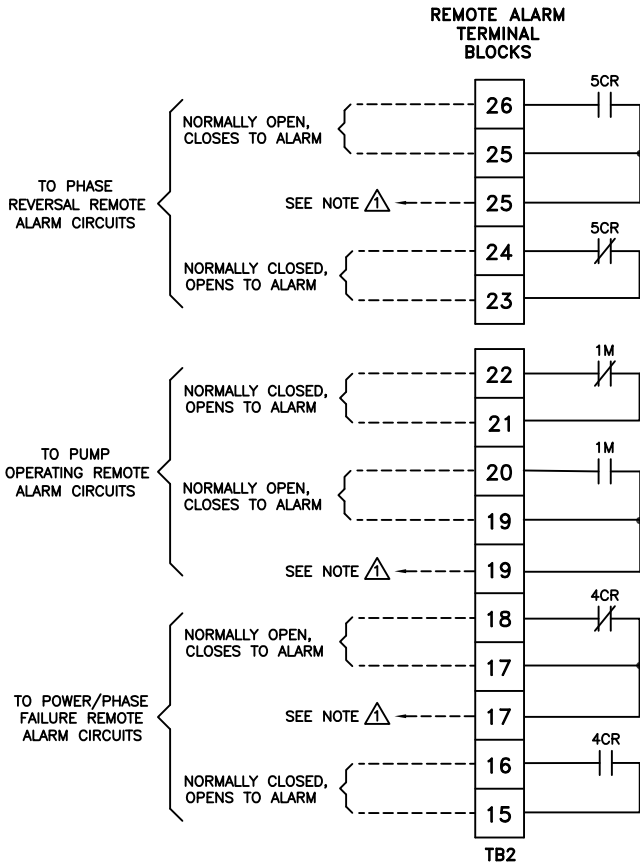 REMOTE ALARM
TERMINAL
BLOCKS
5CR
26
NORMALLY OPEN,
CLOSES TO ALARM
25
TO PHASE
REVERSAL REMOTE
ALARM CIRCUITS
SEE NOTE 1
25
5CR
24
NORMALLY CLOSED,
OPENS TO ALARM
23
1M
22
NORMALLY CLOSED,
OPENS TO ALARM
21
1M
TO PUMP
OPERATING REMOTE
ALARM CIRCUITS
20
NORMALLY OPEN,
CLOSES TO ALARM
19
SEE NOTE 1
19
4CR
18
NORMALLY OPEN,
CLOSES TO ALARM
17
TO POWER/PHASE
FAILURE REMOTE
ALARM CIRCUITS
SEE NOTE 1
17
4CR
16
NORMALLY CLOSED,
OPENS TO ALARM
15
TB2